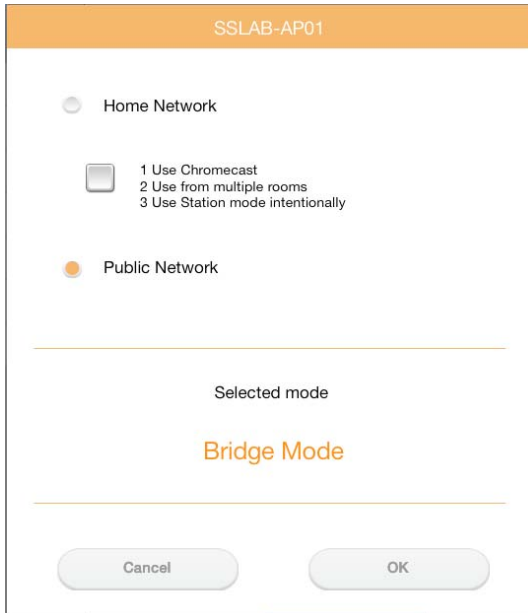 SSLAB-AP01
Home Network
1 Use Chromecast
2 Use from multiple rooms
3 Use Station mode intentionally
Public Network
Selected mode
Bridge Mode
Cancel
OK